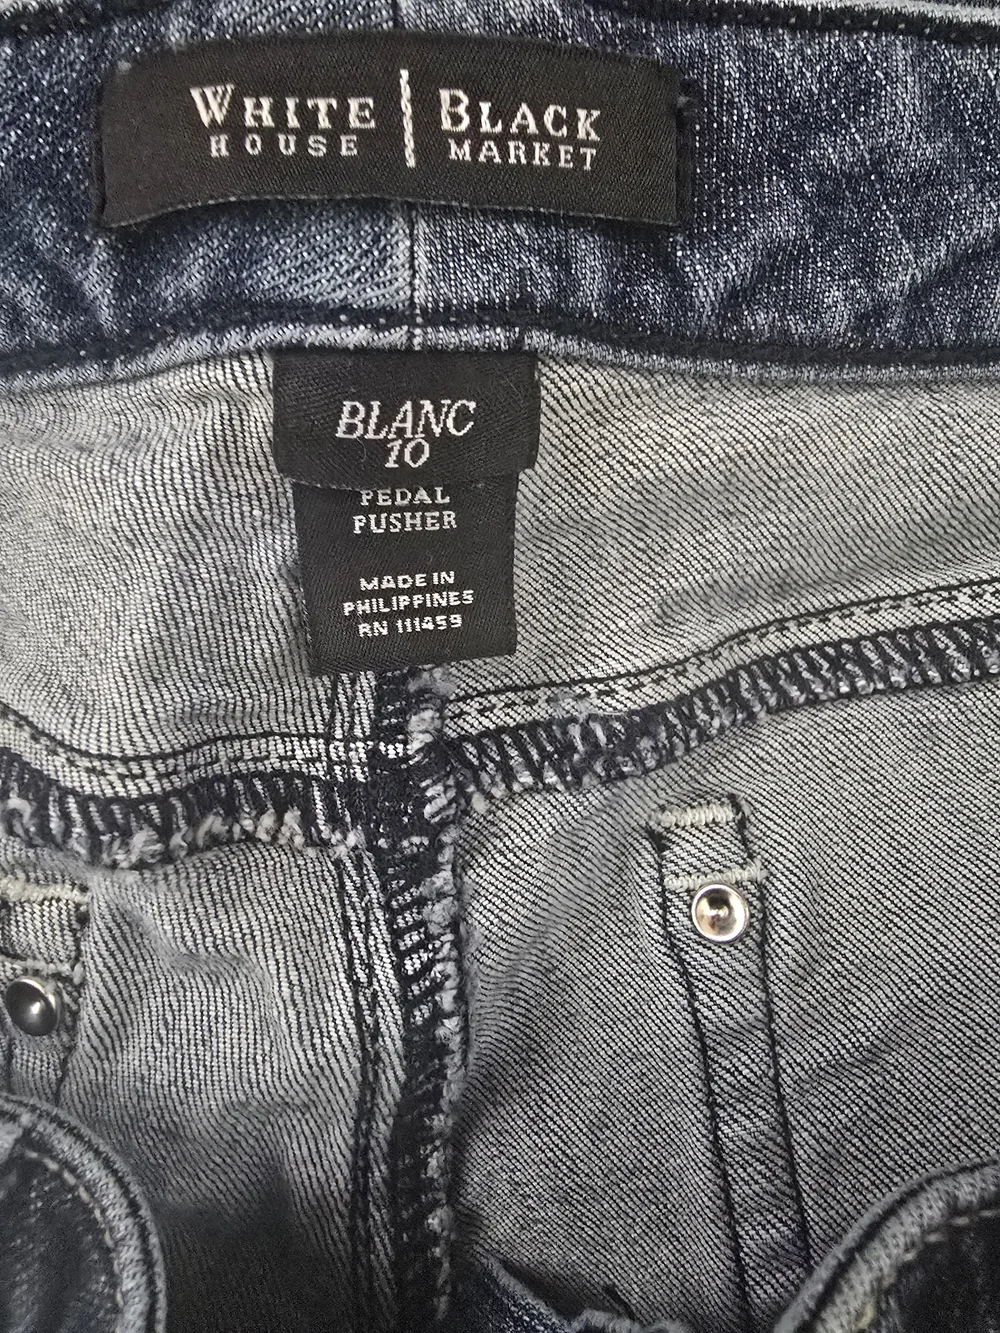 WHITE HOUSE | BLACK MARKET
BLANC
10
PEDAL
PUSHER
MADE IN
PHILIPPINES
RN 111459